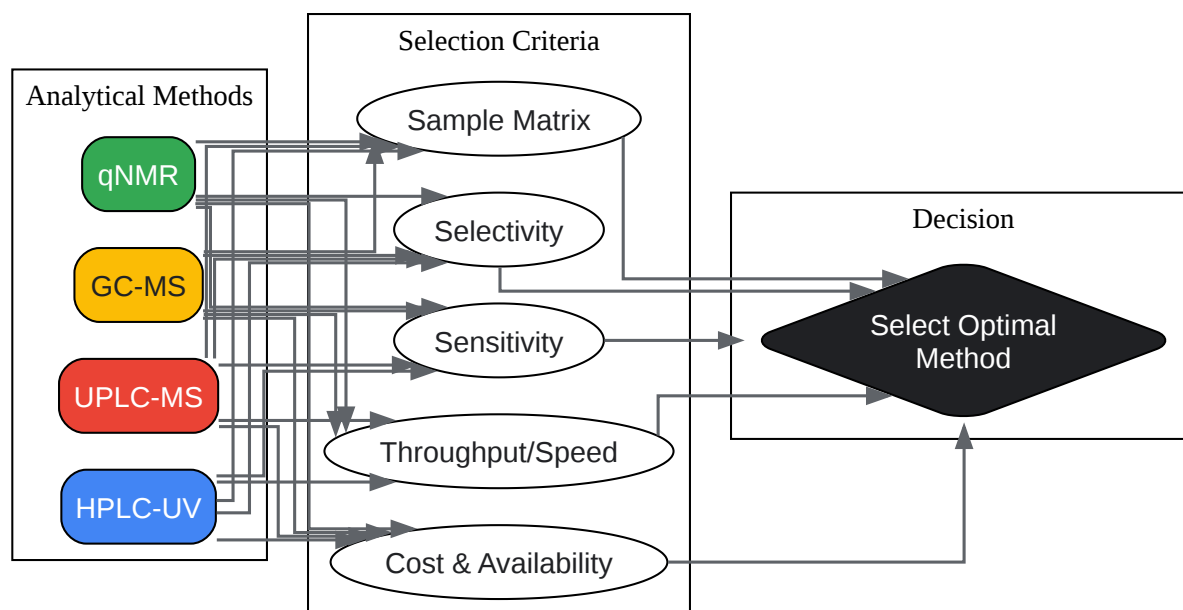 Analytical Methods
qNMR
GC-MS
UPLC-MS
HPLC-UV
Selection Criteria
Sample Matrix
Selectivity
Sensitivity
Throughput/Speed
Cost & Availability
Decision
Select Optimal
Method